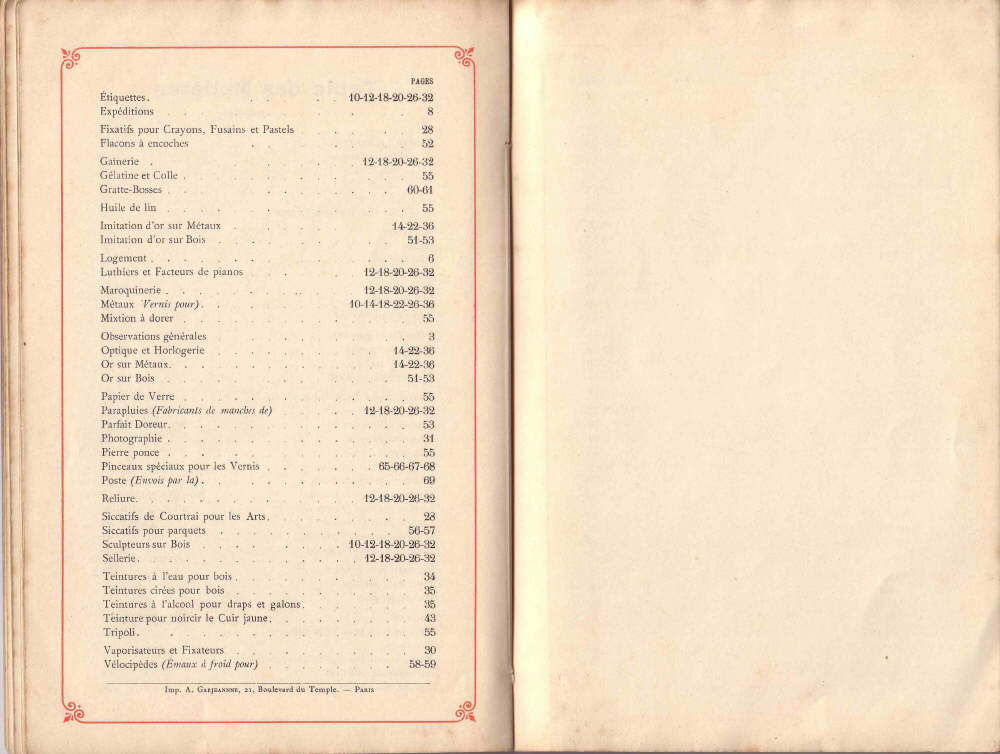 PAGES
Étiquettes. 10-12-18-20-26-32
Expéditions 8
Fixatifs pour Crayons, Fusains et Pastels 28
Flacons à encoches 52
Gainerie 12-18-20-26-32
Gélatine et Colle 55
Gratte-Bosses 60-61
Huile de lin 55
Imitation d'or sur Métaux 14-22-36
Imitation d'or sur Bois 51-53
Logement 6
Luthiers et Facteurs de pianos 12-18-20-26-32
Maroquinerie 12-18-20-26-32
Métaux (Vernis pour). 10-14-18-22-26-36
Mixtion à dorer 55
Observations générales 3
Optique et Horlogerie 14-22-36
Or sur Métaux. 14-22-36
Or sur Bois 51-53
Papier de Verre 55
Parapluies (Fabricants de manches de) 12-18-20-26-32
Parfait Doreur. 53
Photographie 31
Pierre ponce 55
Pinceaux spéciaux pour les Vernis 65-66-67-68
Poste (Envois par la). 69
Reliure. 12-18-20-26-32
Siccatifs de Courtrai pour les Arts. 28
Siccatifs pour parquets 56-57
Sculpteurs sur Bois 10-12-18-20-26-32
Sellerie. 12-18-20-26-32
Teintures à l'eau pour bois 34
Teintures cirées pour bois 35
Teintures à l'alcool pour draps et galons. 35
Teinture pour noircir le Cuir jaune. 43
Tripoli. 55
Vaporisateurs et Fixateurs 30
Vélocipèdes (Émaux à froid pour) 58-59
Imp. A. Garjeannne, 21, Boulevard du Temple. — Paris